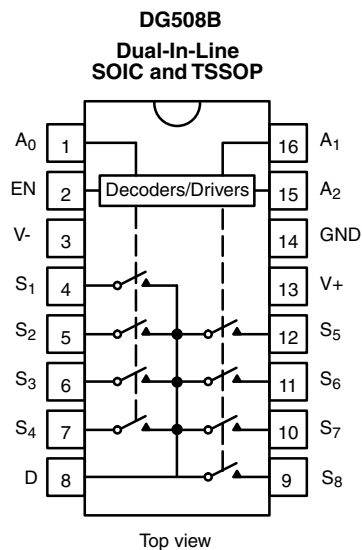 DG508B
Dual-In-Line
SOIC and TSSOP
A0 1 16 A1
EN 2 Decoders/Drivers 15 A2
V- 3 14 GND
S1 4 13 V+
S2 5 12 S5
S3 6 11 S6
S4 7 10 S7
D 8 9 S8
Top view